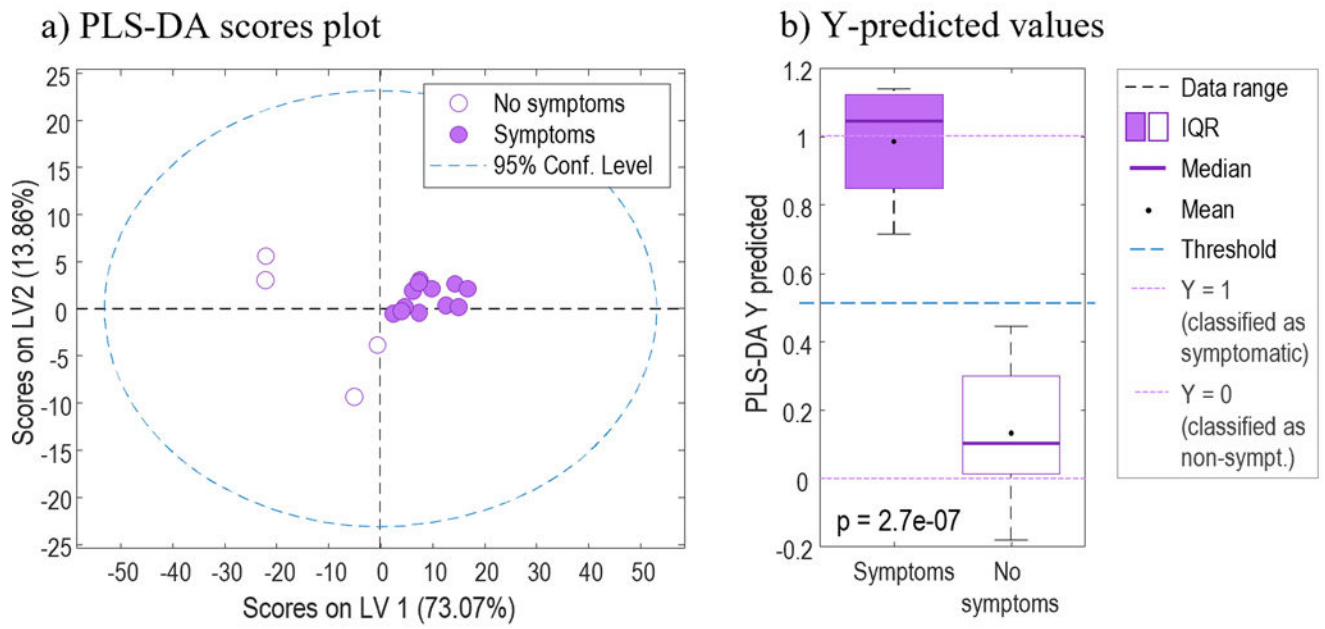 a) PLS-DA scores plot
25
20
15
10
5
0
-5
-10
-15
-20
-25
Scores on LV2 (13.86%)
No symptoms
Symptoms
95% Conf. Level
-50 -40 -30 -20 -10 0 10 20 30 40 50
Scores on LV 1 (73.07%)
b) Y-predicted values
1.2
1
0.8
0.6
0.4
0.2
0
-0.2
PLS-DA Y predicted
p = 2.7e-07
Symptoms
No
symptoms
Data range
IQR
Median
Mean
Threshold
Y = 1
(classified as
symptomatic)
Y = 0
(classified as
non-sympt.)